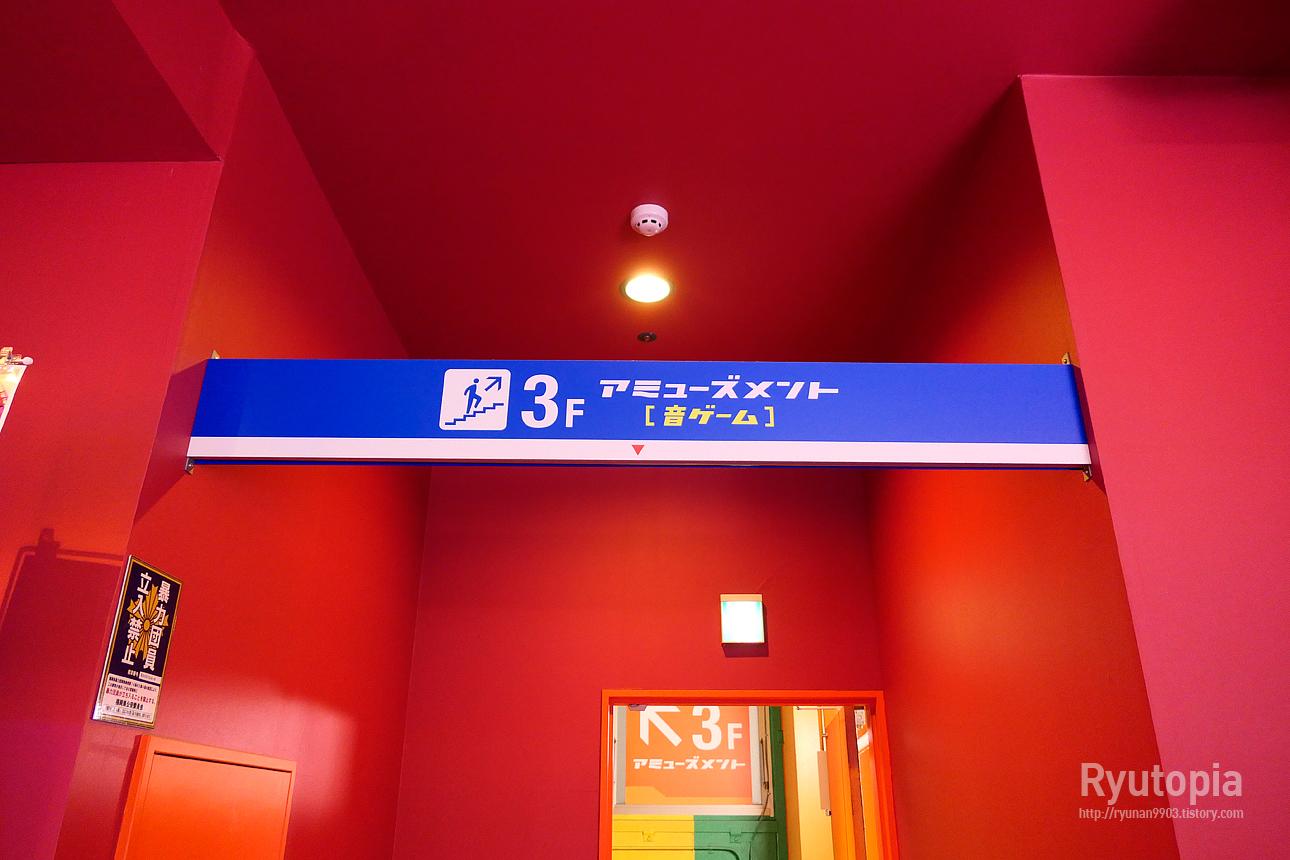 3F アミューズメント
[音ゲーム]
暴力団員
立入禁止
3F
アミューズメント
Ryutopia
http://ryunan9903.tistory.com